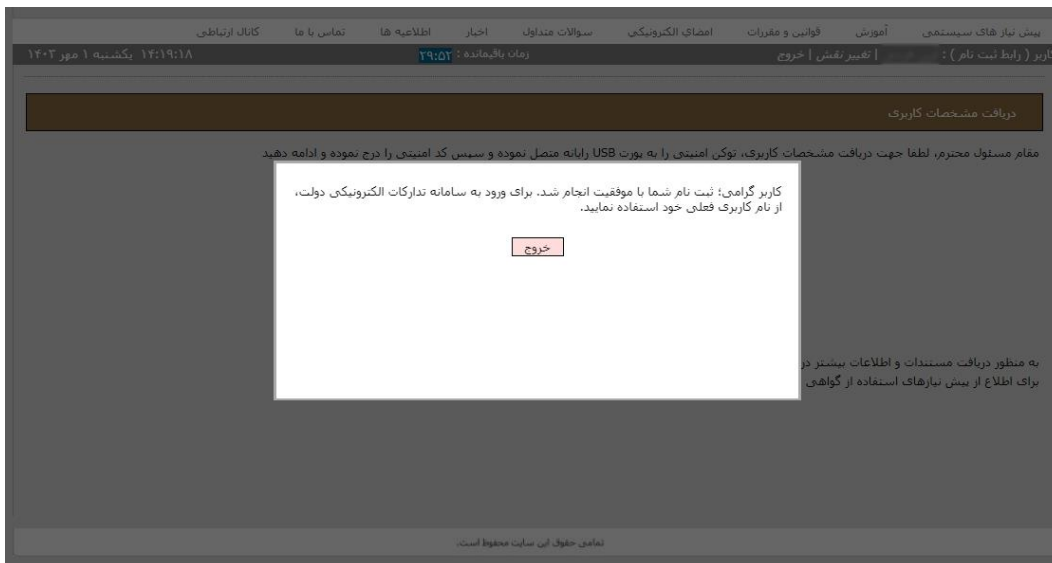 پیش نیاز های سیستمی آموزش قوانین و مقررات امضای الکترونیکی سوالات متداول اخبار اطلاعیه ها تماس با ما کانال ارتباطی
کاربر ( رابط ثبت نام ) : | تغییر نقش | خروج زمان باقیمانده : ۲۹:۵۲ ۱۴:۱۹:۱۸ یکشنبه ۱ مهر ۱۴۰۳
دریافت مشخصات کاربری
مقام مسئول محترم، لطفا جهت دریافت مشخصات کاربری، توکن امنیتی را به پورت USB رایانه متصل نموده و سپس کد امنیتی را درج نموده و ادامه دهید
کاربر گرامی؛ ثبت نام شما با موفقیت انجام شد. برای ورود به سامانه تدارکات الکترونیکی دولت،
از نام کاربری فعلی خود استفاده نمایید.
خروج
به منظور دریافت مستندات و اطلاعات بیشتر در
برای اطلاع از پیش نیازهای استفاده از گواهی
تمامی حقوق این سایت محفوظ است.